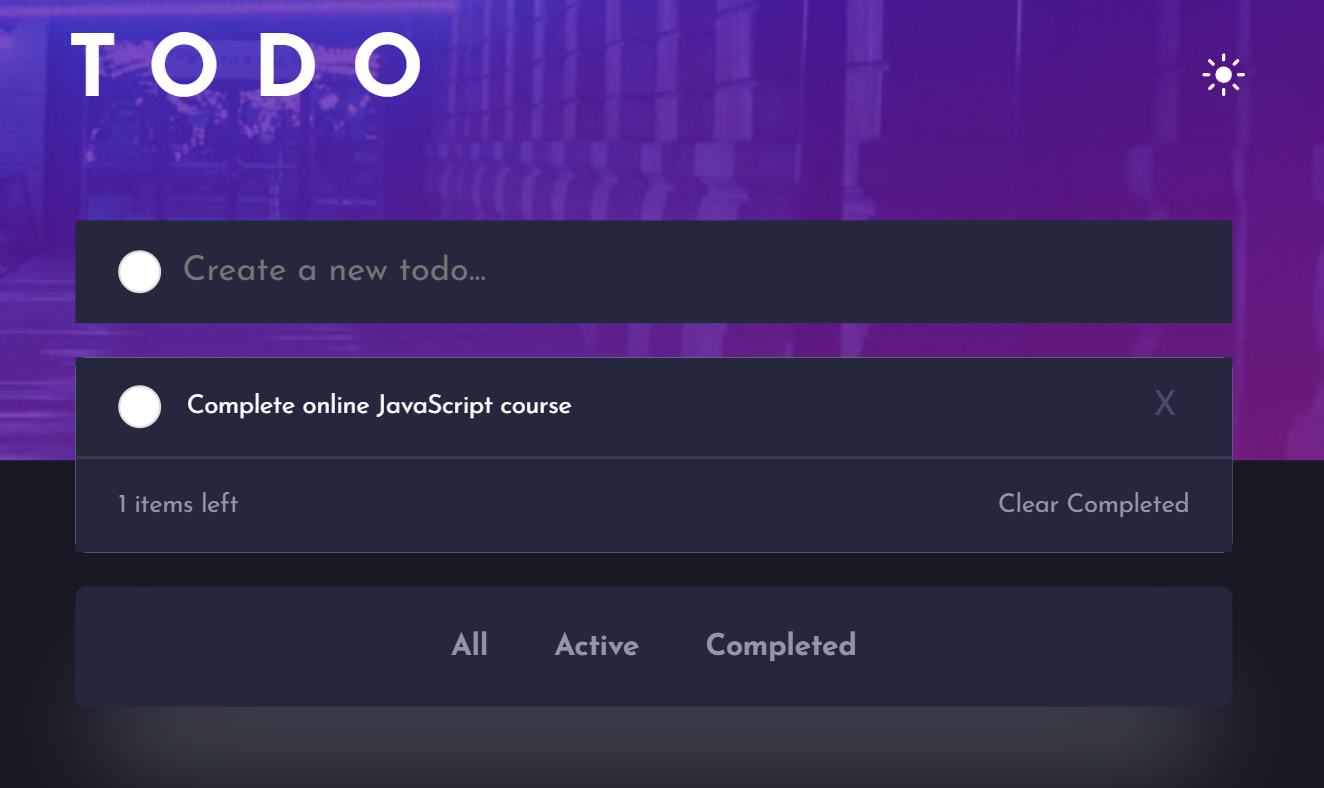 TODO
Create a new todo...
Complete online JavaScript course X
1 items left Clear Completed
All Active Completed